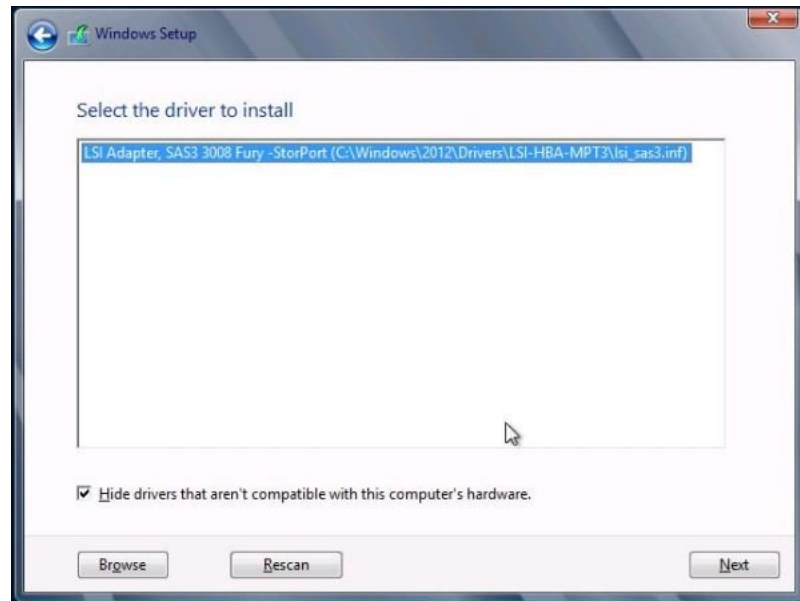 Windows Setup
Select the driver to install
LSI Adapter, SAS3 3008 Fury -StorPort (C:\Windows\2012\Drivers\LSI-HBA-MPT3\lsi_sas3.inf)
Hide drivers that aren't compatible with this computer's hardware.
Browse Rescan Next